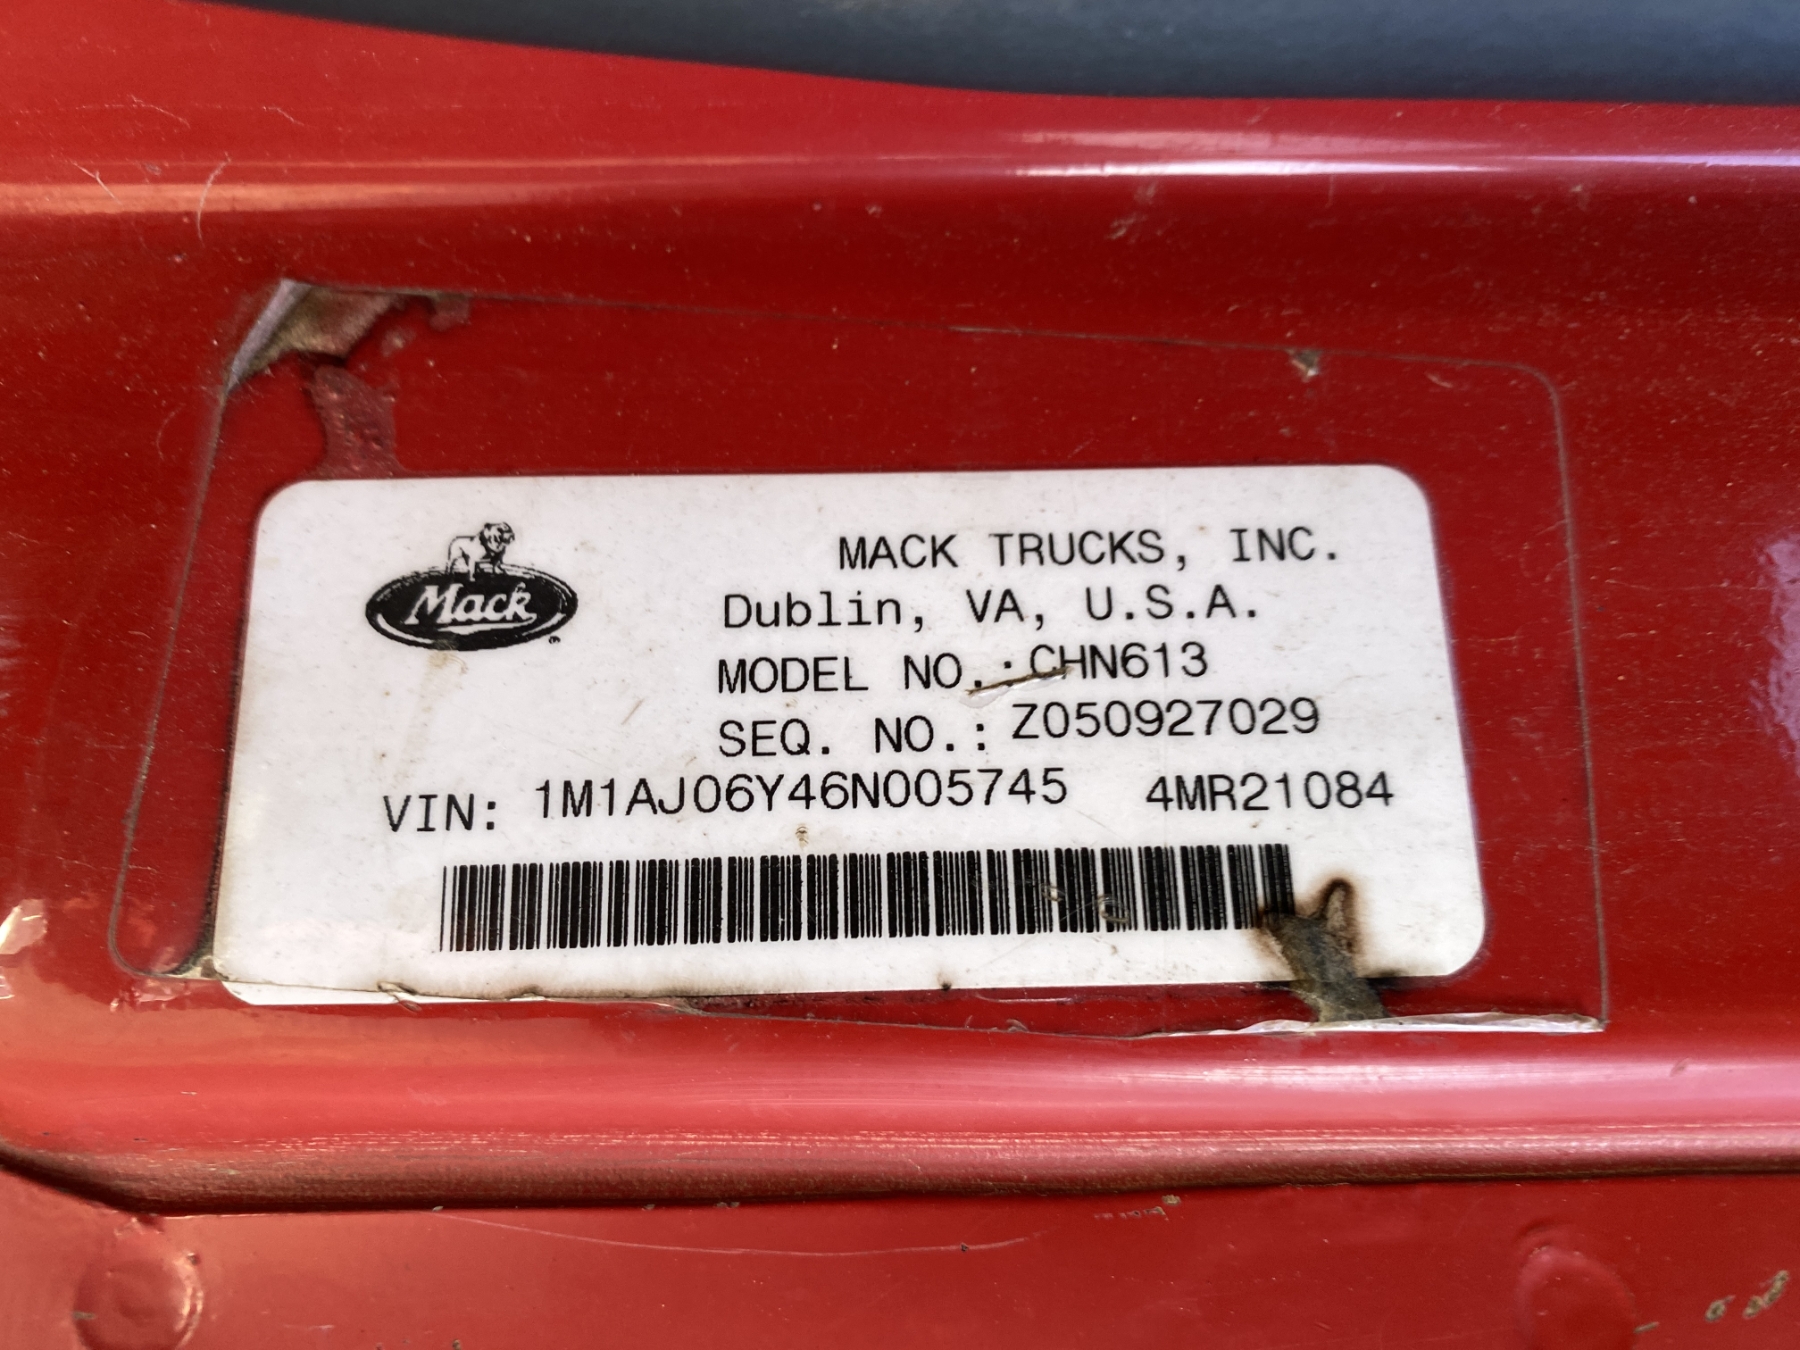 Mack
MACK TRUCKS, INC.
Dublin, VA, U.S.A.
MODEL NO.: CHN613
SEQ. NO.: Z050927029
VIN: 1M1AJ06Y46N005745 4MR21084